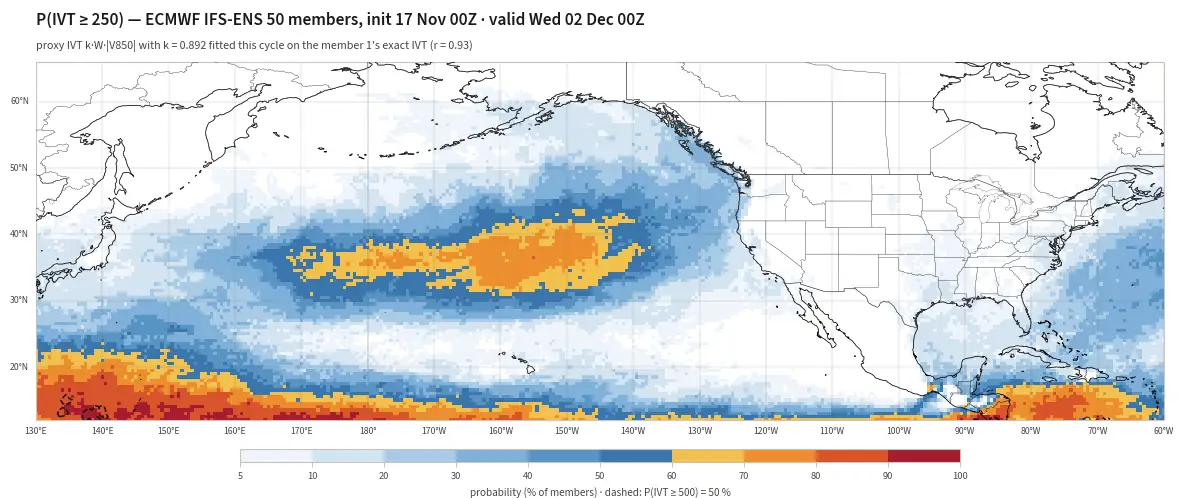 P(IVT ≥ 250) — ECMWF IFS-ENS 50 members, init 17 Nov 00Z · valid Wed 02 Dec 00Z
proxy IVT k·W·|V850| with k = 0.892 fitted this cycle on the member 1's exact IVT (r = 0.93)
60°N
50°N
40°N
30°N
20°N
130°E 140°E 150°E 160°E 170°E 180° 170°W 160°W 150°W 140°W 130°W 120°W 110°W 100°W 90°W 80°W 70°W 60°W
5 10 20 30 40 50 60 70 80 90 100
probability (% of members) · dashed: P(IVT ≥ 500) = 50 %